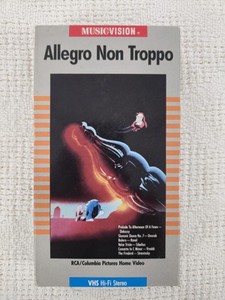 MUSICVISION
Allegro Non Troppo
Prelude To Afternoon Of A Faun –
Debussy
Slavonic Dance No. 7 – Dvorak
Bolero – Ravel
Valse Triste – Sibelius
Concerto in C Minor – Vivaldi
The Firebird – Stravinsky
RCA/Columbia Pictures Home Video
VHS Hi-Fi Stereo